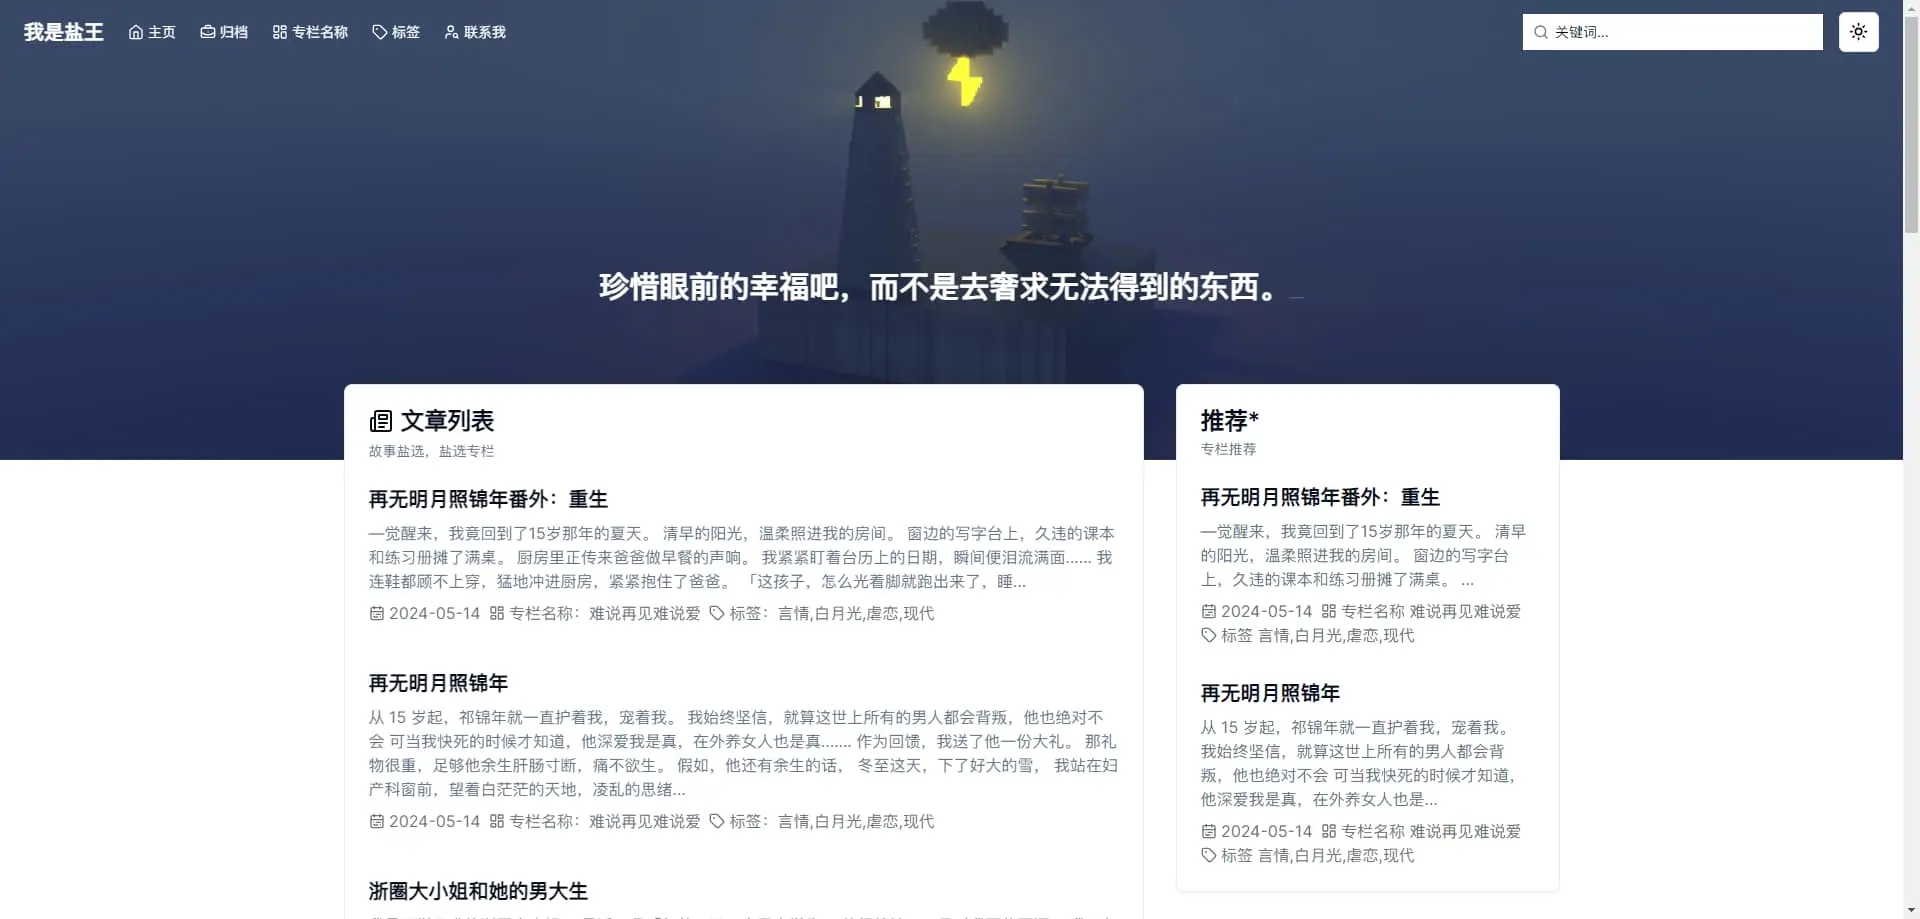 我是盐王 主页 归档 专栏名称 标签 联系我 关键词...
珍惜眼前的幸福吧，而不是去奢求无法得到的东西。_
文章列表
故事盐选，盐选专栏
再无明月照锦年番外：重生
一觉醒来，我竟回到了15岁那年的夏天。 清早的阳光，温柔照进我的房间。 窗边的写字台上，久违的课本
和练习册摊了满桌。 厨房里正传来爸爸做早餐的声响。 我紧紧盯着台历上的日期，瞬间便泪流满面...... 我
连鞋都顾不上穿，猛地冲进厨房，紧紧抱住了爸爸。 「这孩子，怎么光着脚就跑出来了，睡...
2024-05-14 专栏名称：难说再见难说爱 标签：言情,白月光,虐恋,现代
再无明月照锦年
从 15 岁起，祁锦年就一直护着我，宠着我。 我始终坚信，就算这世上所有的男人都会背叛，他也绝对不
会 可当我快死的时候才知道，他深爱我是真，在外养女人也是真....... 作为回馈，我送了他一份大礼。 那礼
物很重，足够他余生肝肠寸断，痛不欲生。 假如，他还有余生的话， 冬至这天，下了好大的雪， 我站在妇
产科窗前，望着白茫茫的天地，凌乱的思绪...
2024-05-14 专栏名称：难说再见难说爱 标签：言情,白月光,虐恋,现代
浙圈大小姐和她的男大生
推荐*
专栏推荐
再无明月照锦年番外：重生
一觉醒来，我竟回到了15岁那年的夏天。 清早
的阳光，温柔照进我的房间。 窗边的写字台
上，久违的课本和练习册摊了满桌。 ...
2024-05-14 专栏名称 难说再见难说爱
标签 言情,白月光,虐恋,现代
再无明月照锦年
从 15 岁起，祁锦年就一直护着我，宠着我。
我始终坚信，就算这世上所有的男人都会背
叛，他也绝对不会 可当我快死的时候才知道，
他深爱我是真，在外养女人也是...
2024-05-14 专栏名称 难说再见难说爱
标签 言情,白月光,虐恋,现代